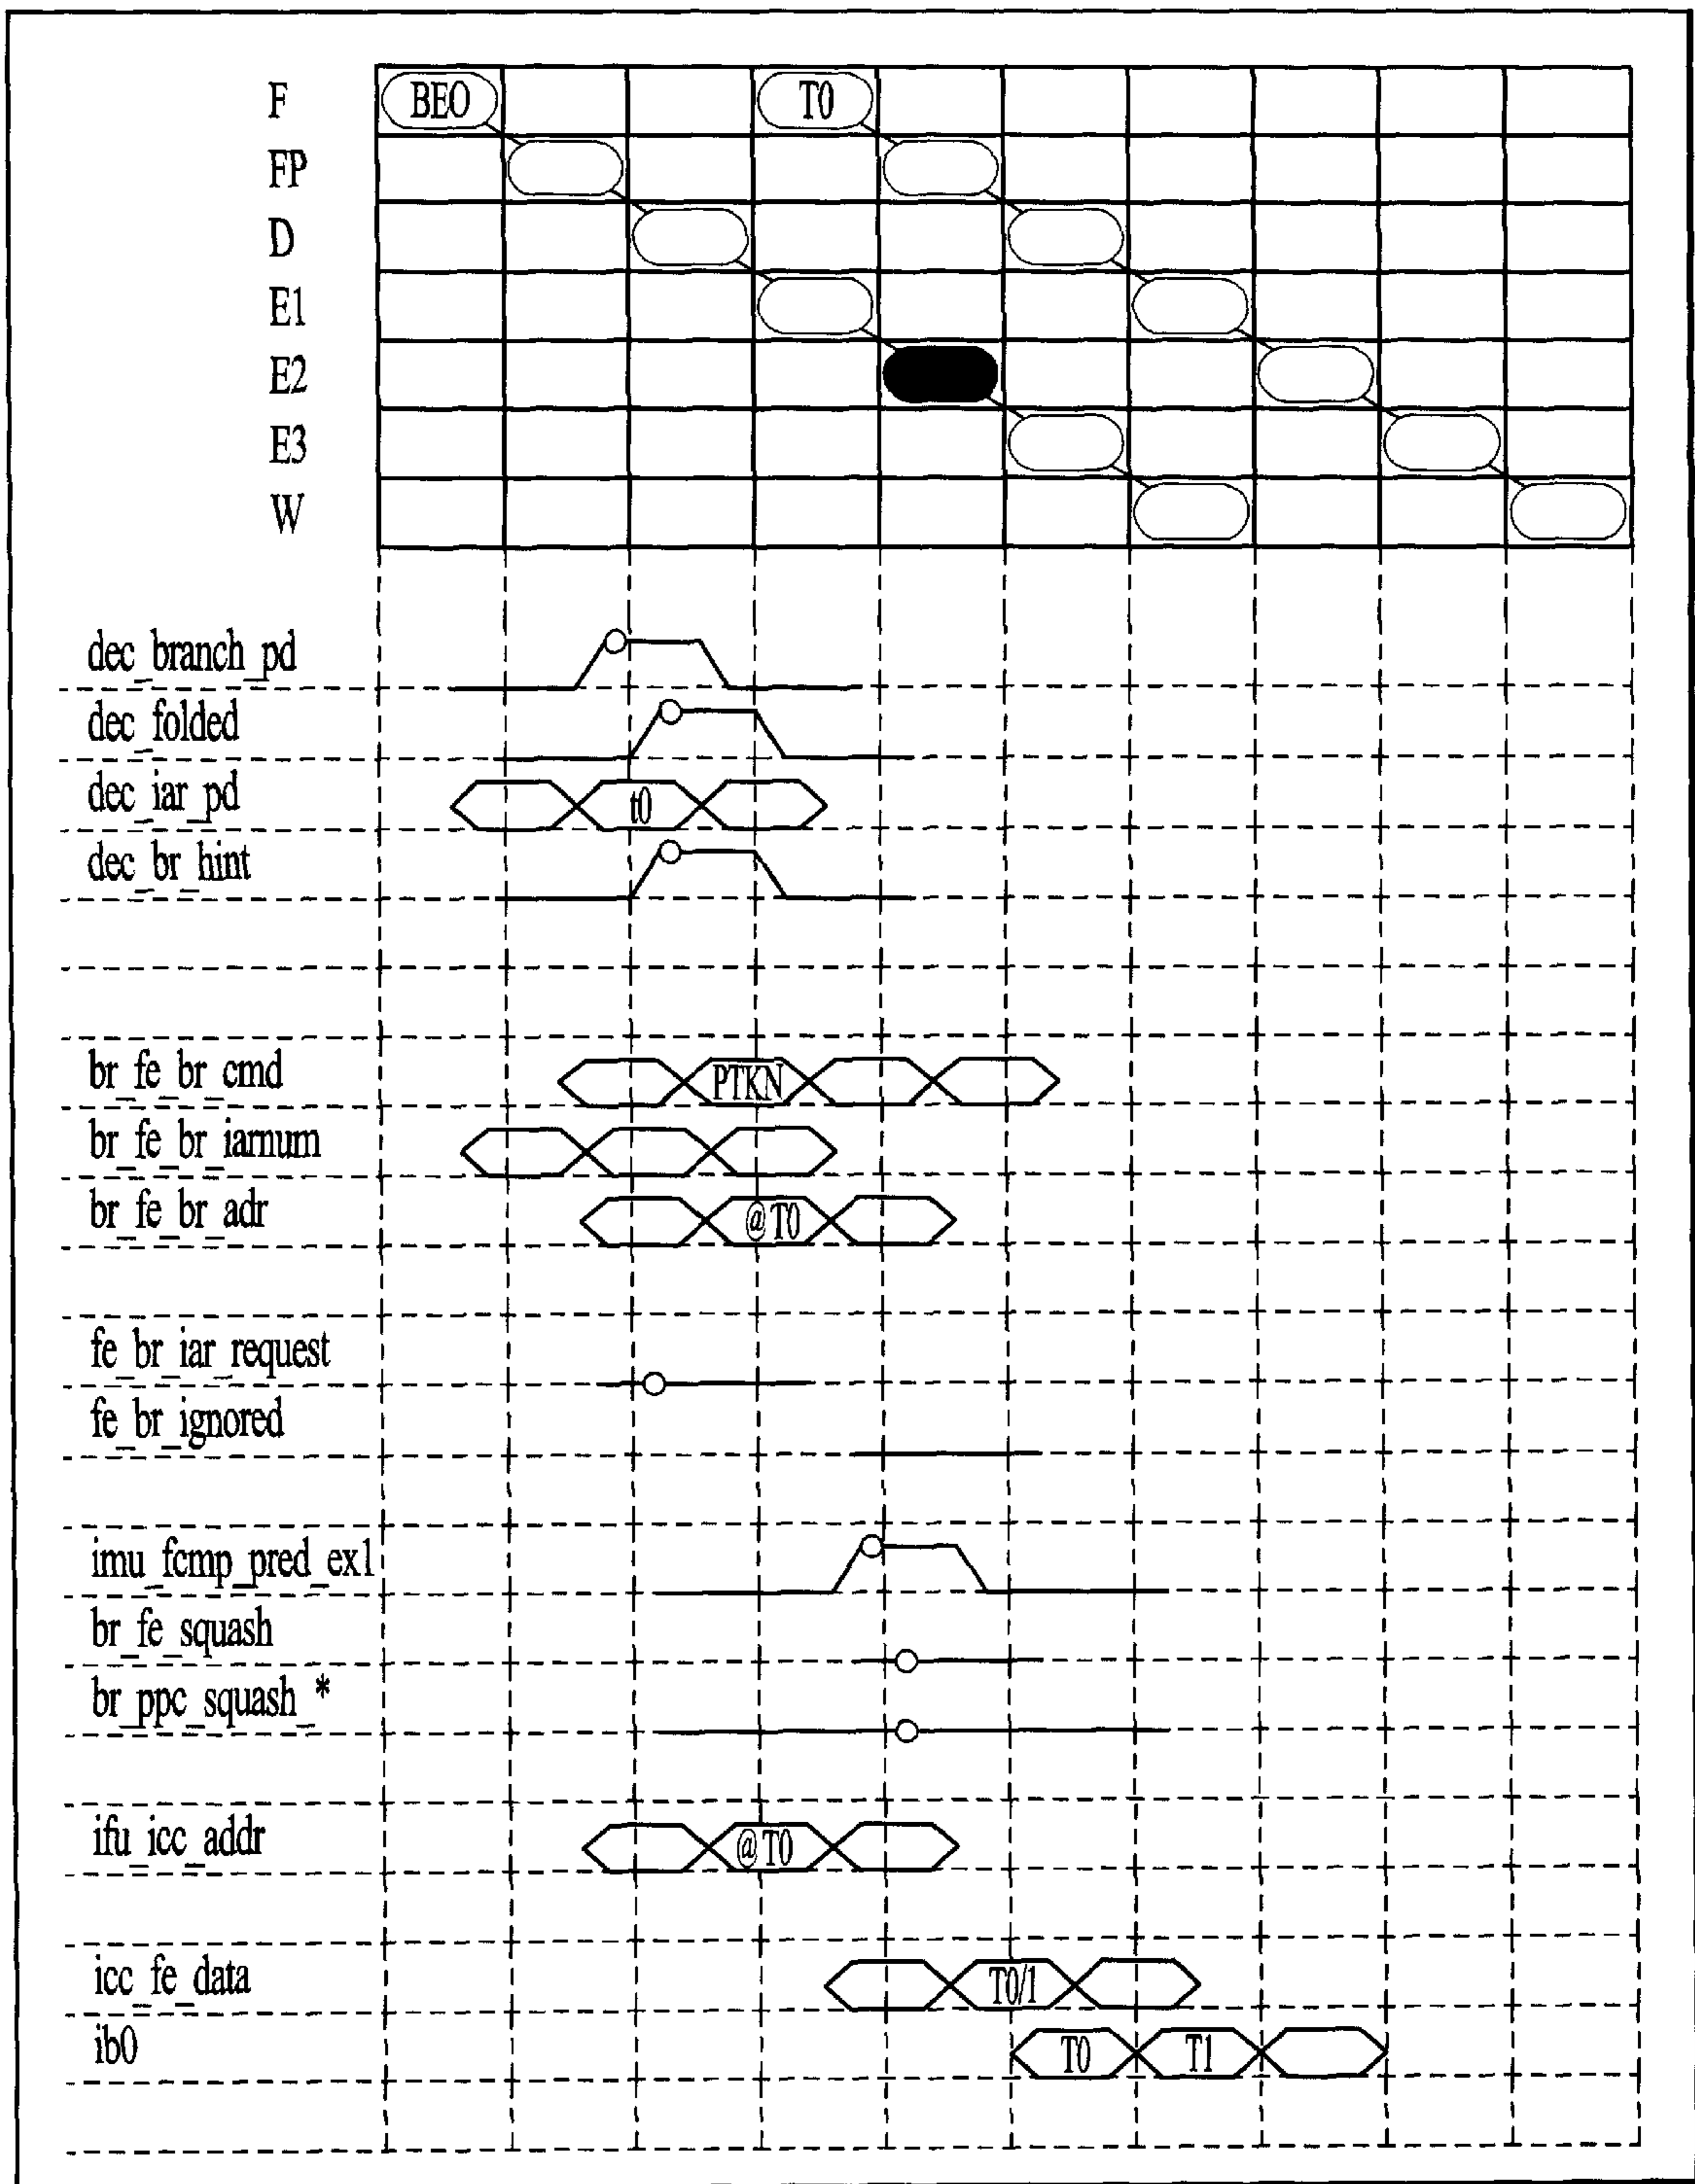 F BEO T0
FP
D
E1
E2
E3
W
dec_branch_pd
dec_folded
dec_iar_pd t0
dec_br_hint
br_fe_br_cmd PTKN
br_fe_br_iarnum
br_fe_br_adr @T0
fe_br_iar_request
fe_br_ignored
imu_fcmp_pred_ex1
br_fe_squash
br_ppc_squash_*
ifu_icc_addr @T0
icc_fe_data T0/1
ib0 T0 T1